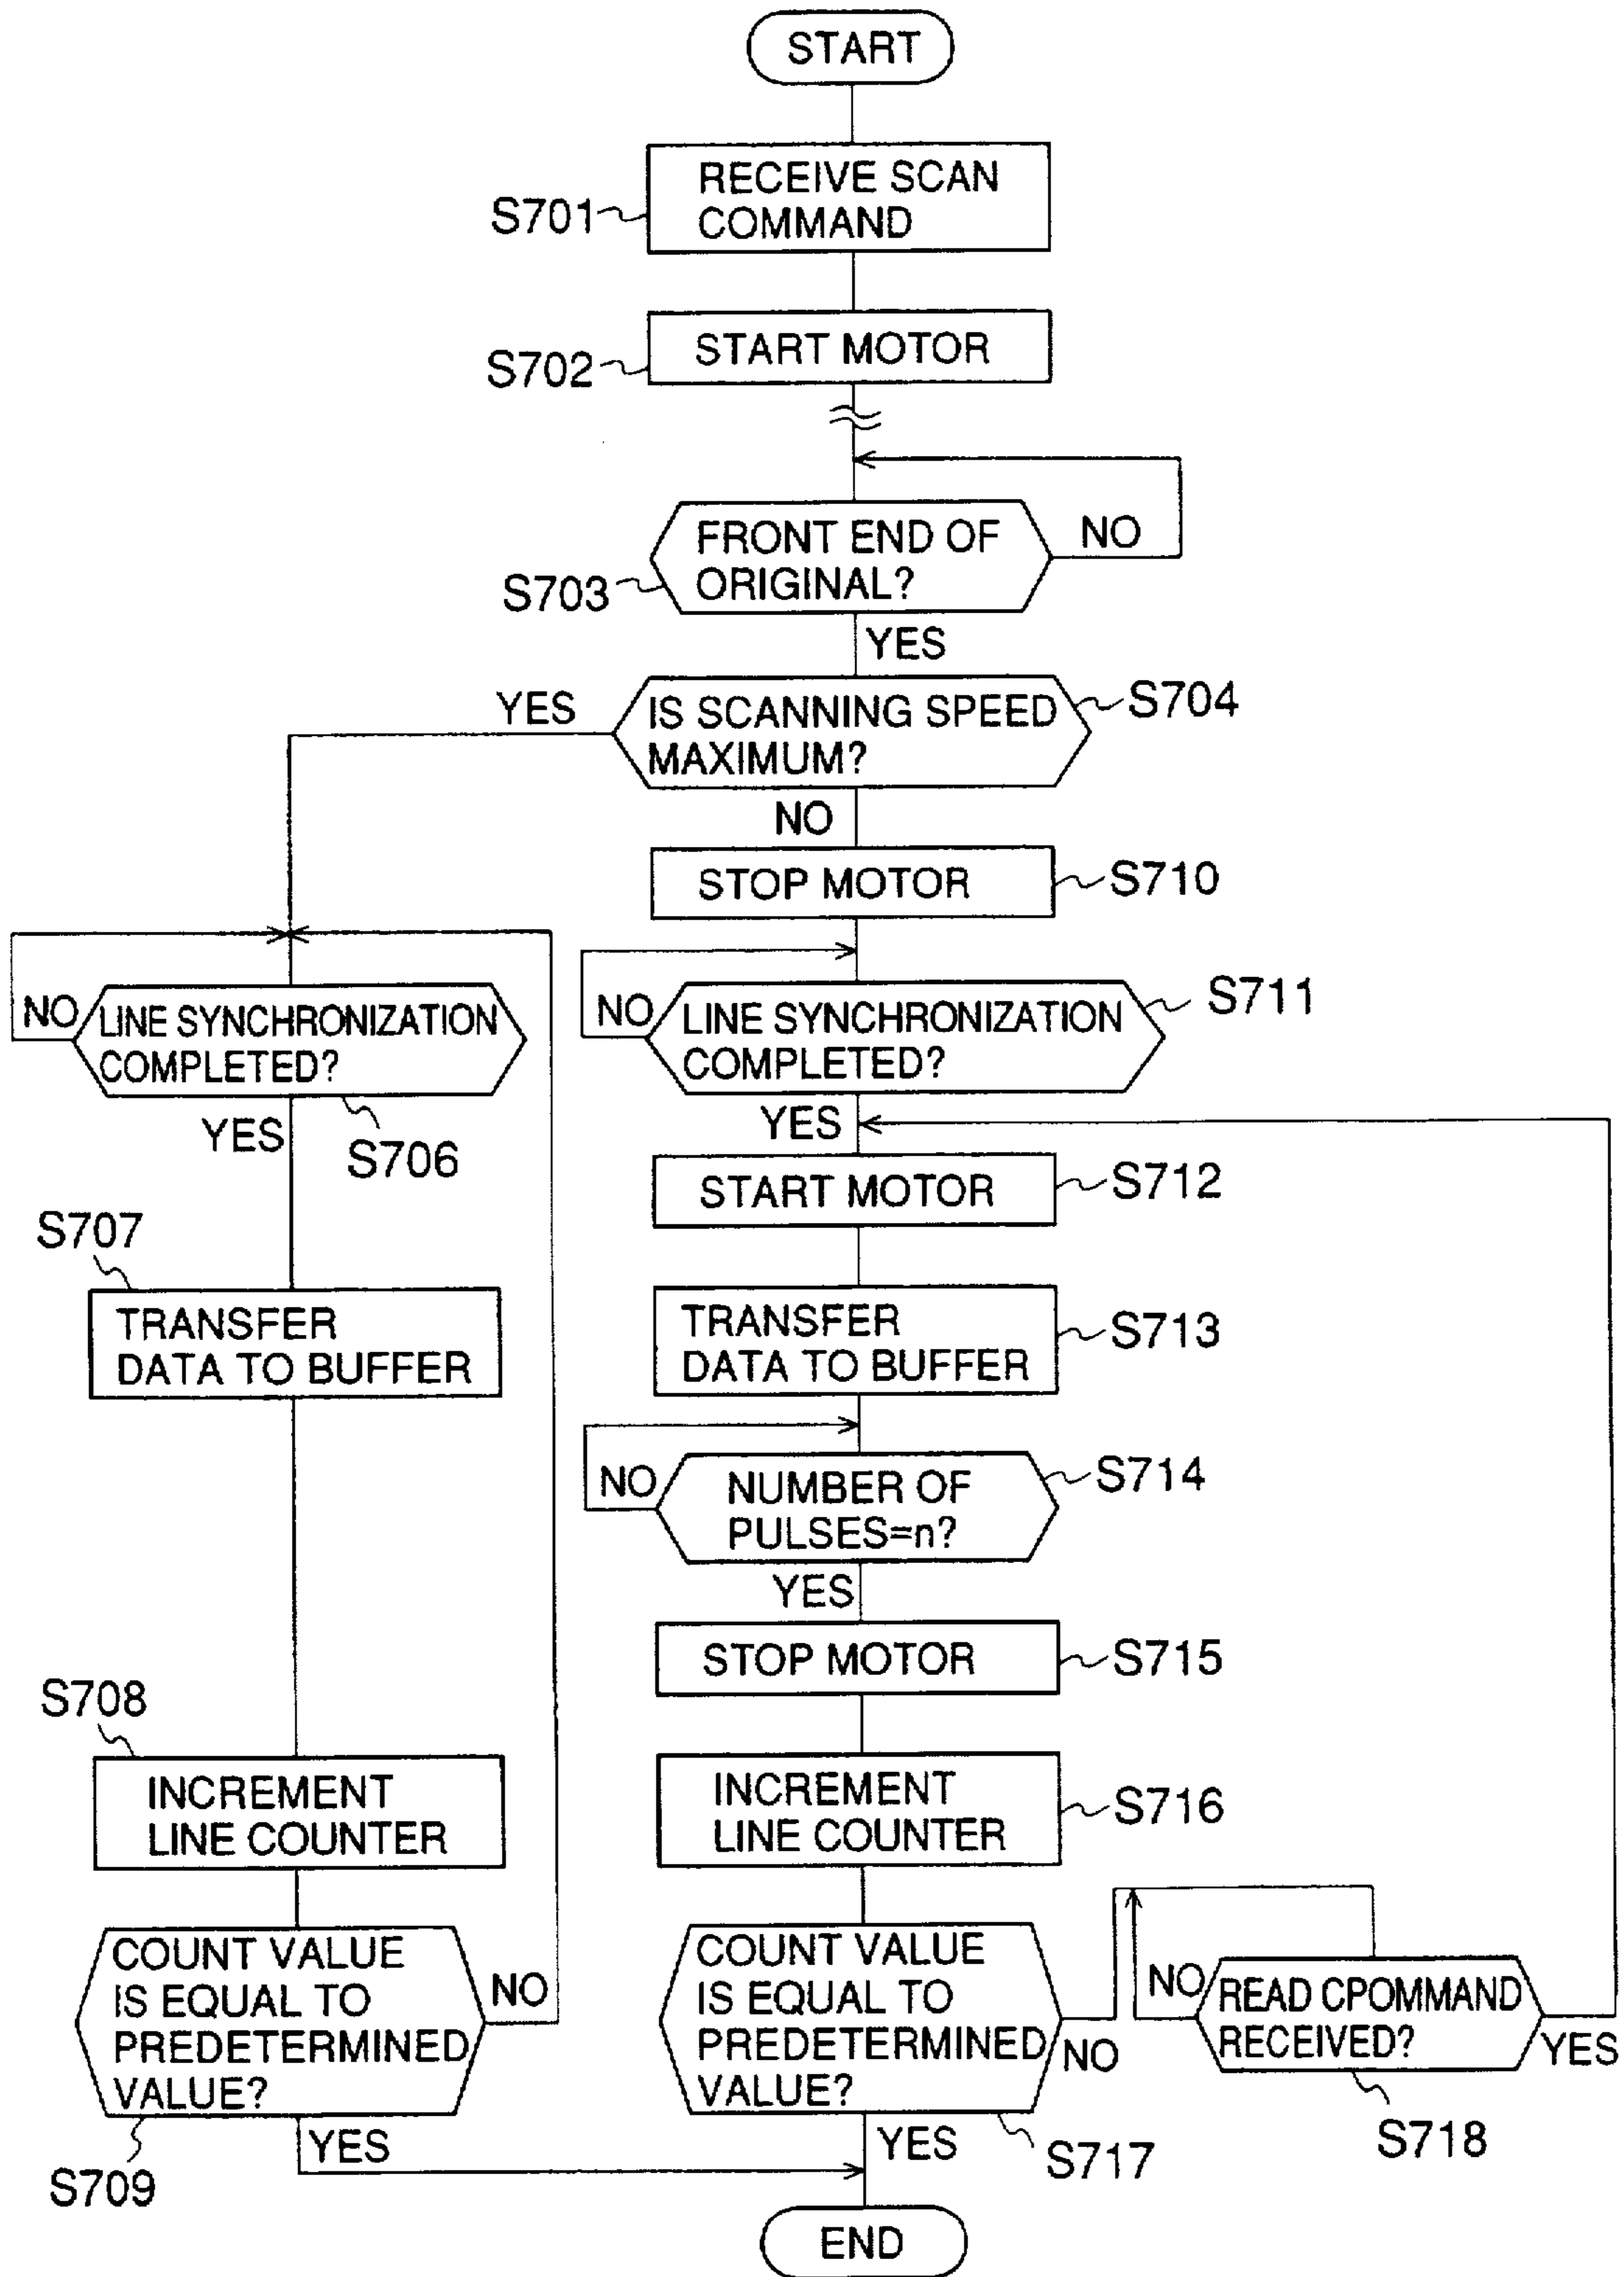 START
RECEIVE SCAN
COMMAND
S701
START MOTOR
S702
FRONT END OF
ORIGINAL?
NO
S703
YES
IS SCANNING SPEED
MAXIMUM?
S704
YES
NO
STOP MOTOR
S710
NO
LINE SYNCHRONIZATION
COMPLETED?
YES
S706
NO
LINE SYNCHRONIZATION
COMPLETED?
S711
YES
START MOTOR
S712
S707
TRANSFER
DATA TO BUFFER
TRANSFER
DATA TO BUFFER
S713
NO
NUMBER OF
PULSES=n?
S714
YES
STOP MOTOR
S715
S708
INCREMENT
LINE COUNTER
INCREMENT
LINE COUNTER
S716
COUNT VALUE
IS EQUAL TO
PREDETERMINED
VALUE?
NO
S709
YES
COUNT VALUE
IS EQUAL TO
PREDETERMINED
VALUE?
NO
YES
S717
NO
READ CPOMMAND
RECEIVED?
YES
S718
END